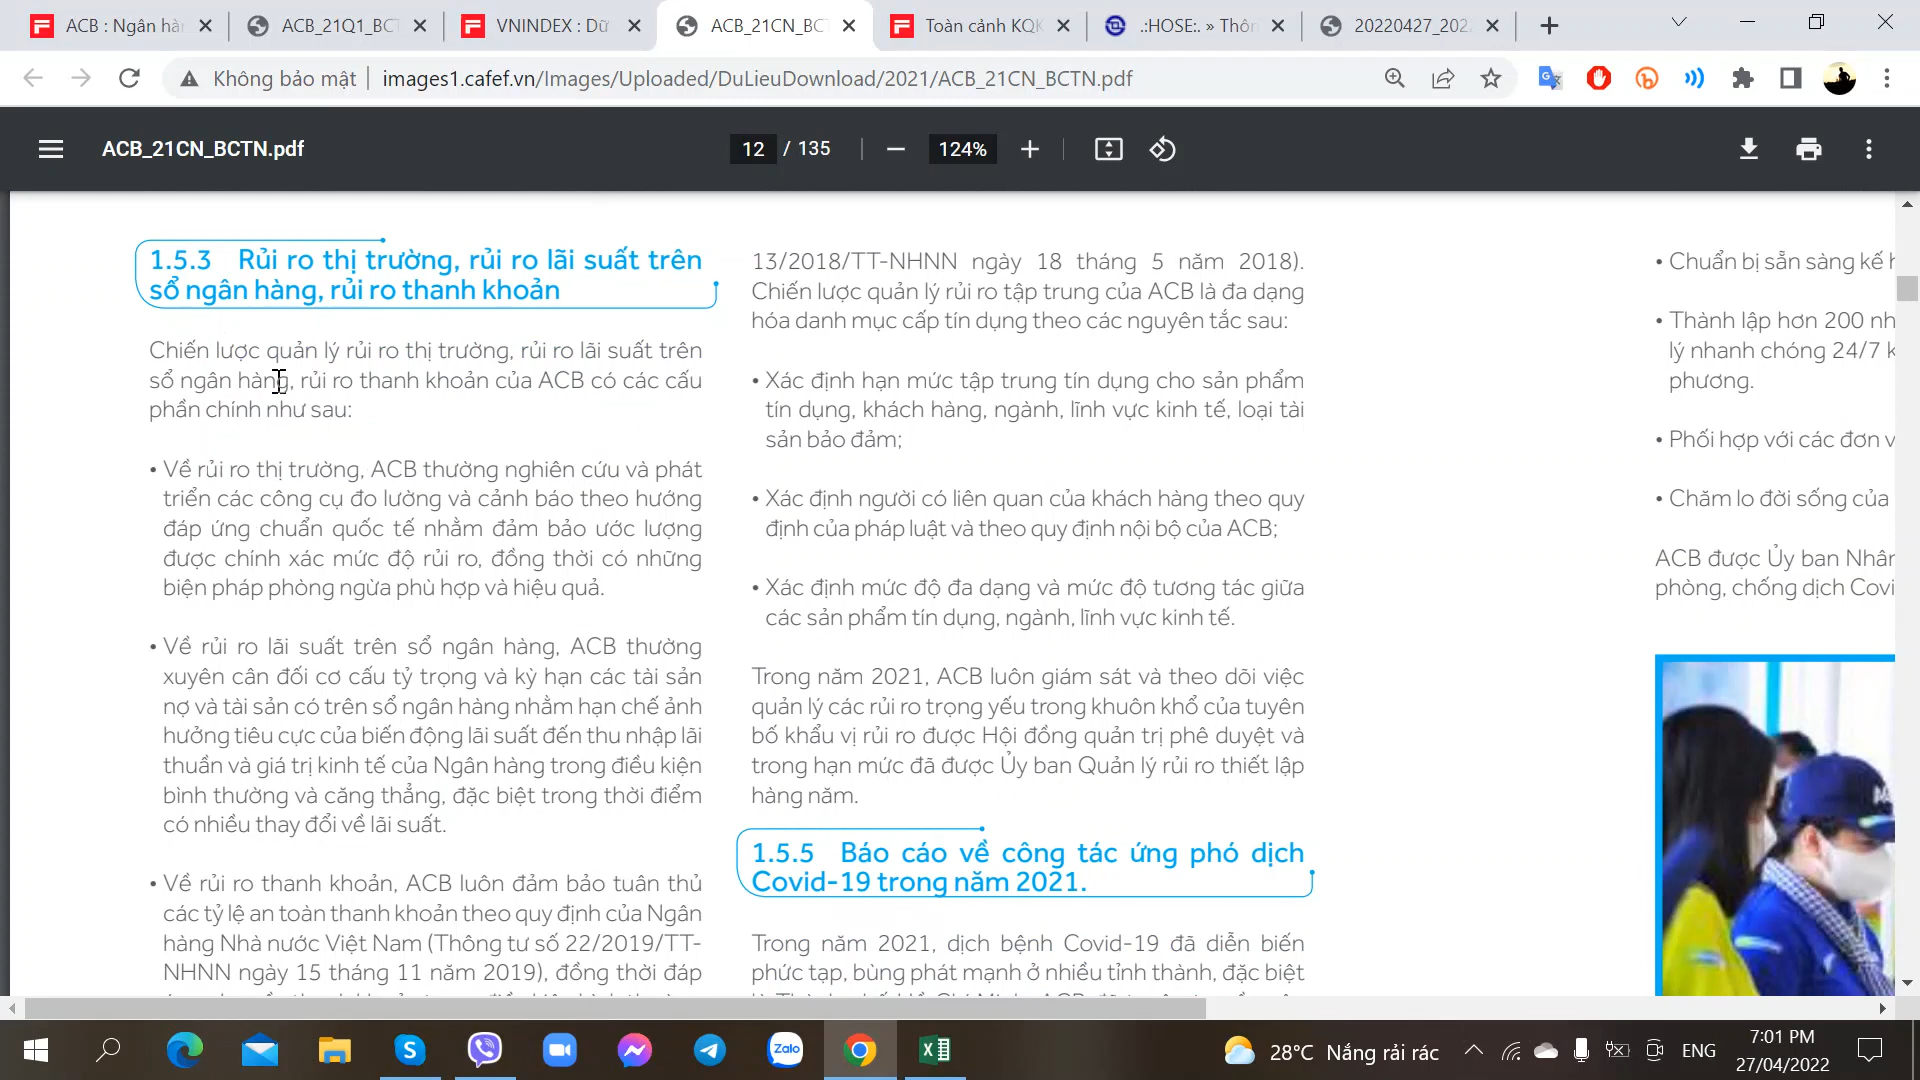 ACB : Ngân hà
ACB_21Q1_BCT
VNINDEX : Dữ
ACB_21CN_BC
Toàn cảnh KQK
.:HOSE:. » Thôn
20220427_202
Không bảo mật
images1.cafef.vn/Images/Uploaded/DuLieuDownload/2021/ACB_21CN_BCTN.pdf
ACB_21CN_BCTN.pdf
12 / 135
124%
1.5.3 Rủi ro thị trường, rủi ro lãi suất trên
sổ ngân hàng, rủi ro thanh khoản
Chiến lược quản lý rủi ro thị trường, rủi ro lãi suất trên
sổ ngân hàng, rủi ro thanh khoản của ACB có các cấu
phần chính như sau:
• Về rủi ro thị trường, ACB thường nghiên cứu và phát
triển các công cụ đo lường và cảnh báo theo hướng
đáp ứng chuẩn quốc tế nhằm đảm bảo ước lượng
được chính xác mức độ rủi ro, đồng thời có những
biện pháp phòng ngừa phù hợp và hiệu quả.
• Về rủi ro lãi suất trên sổ ngân hàng, ACB thường
xuyên cân đối cơ cấu tỷ trọng và kỳ hạn các tài sản
nợ và tài sản có trên sổ ngân hàng nhằm hạn chế ảnh
hưởng tiêu cực của biến động lãi suất đến thu nhập lãi
thuần và giá trị kinh tế của Ngân hàng trong điều kiện
bình thường và căng thẳng, đặc biệt trong thời điểm
có nhiều thay đổi về lãi suất.
• Về rủi ro thanh khoản, ACB luôn đảm bảo tuân thủ
các tỷ lệ an toàn thanh khoản theo quy định của Ngân
hàng Nhà nước Việt Nam (Thông tư số 22/2019/TT-
NHNN ngày 15 tháng 11 năm 2019), đồng thời đáp
13/2018/TT-NHNN ngày 18 tháng 5 năm 2018).
Chiến lược quản lý rủi ro tập trung của ACB là đa dạng
hóa danh mục cấp tín dụng theo các nguyên tắc sau:
• Xác định hạn mức tập trung tín dụng cho sản phẩm
tín dụng, khách hàng, ngành, lĩnh vực kinh tế, loại tài
sản bảo đảm;
• Xác định người có liên quan của khách hàng theo quy
định của pháp luật và theo quy định nội bộ của ACB;
• Xác định mức độ đa dạng và mức độ tương tác giữa
các sản phẩm tín dụng, ngành, lĩnh vực kinh tế.
Trong năm 2021, ACB luôn giám sát và theo dõi việc
quản lý các rủi ro trọng yếu trong khuôn khổ của tuyên
bố khẩu vị rủi ro được Hội đồng quản trị phê duyệt và
trong hạn mức đã được Ủy ban Quản lý rủi ro thiết lập
hàng năm.
1.5.5 Báo cáo về công tác ứng phó dịch
Covid-19 trong năm 2021.
Trong năm 2021, dịch bệnh Covid-19 đã diễn biến
phức tạp, bùng phát mạnh ở nhiều tỉnh thành, đặc biệt
• Chuẩn bị sẵn sàng kế h
• Thành lập hơn 200 nh
lý nhanh chóng 24/7 k
phương.
• Phối hợp với các đơn v
• Chăm lo đời sống của
ACB được Ủy ban Nhân
phòng, chống dịch Covi
Zalo
28°C Nắng rải rác
ENG
7:01 PM
27/04/2022